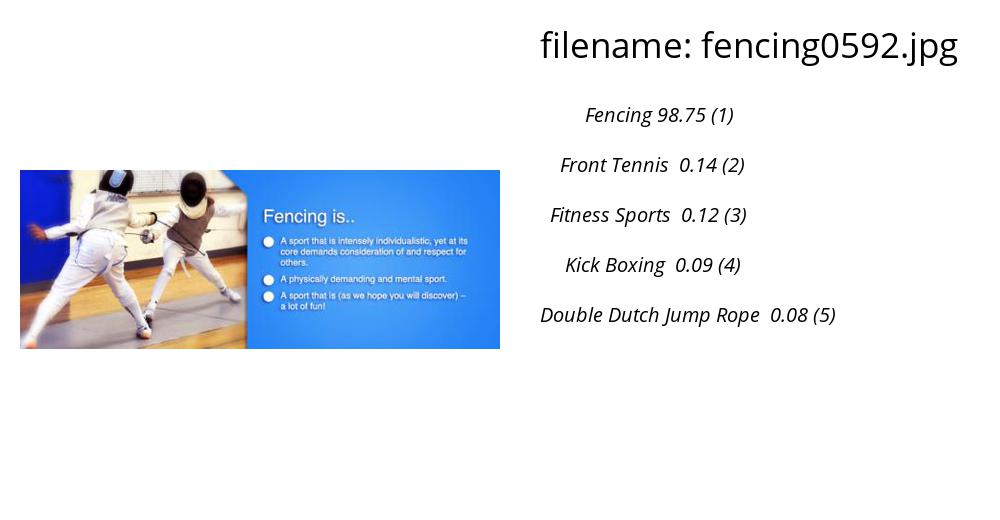 filename: fencing0592.jpg
Fencing 98.75 (1)
Front Tennis 0.14 (2)
Fitness Sports 0.12 (3)
Kick Boxing 0.09 (4)
Double Dutch Jump Rope 0.08 (5)
Fencing is..
A sport that is intensely individualistic, yet at its
core demands consideration of and respect for
others.
A physically demanding and mental sport.
A sport that is (as we hope you will discover) –
a lot of fun!